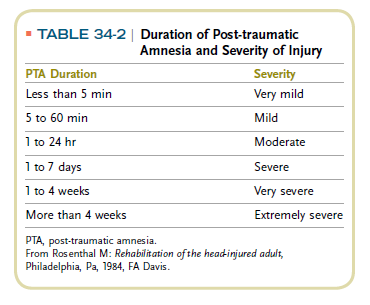 ▪ TABLE 34-2 | Duration of Post-traumatic
Amnesia and Severity of Injury
PTA Duration Severity
Less than 5 min Very mild
5 to 60 min Mild
1 to 24 hr Moderate
1 to 7 days Severe
1 to 4 weeks Very severe
More than 4 weeks Extremely severe
PTA, post-traumatic amnesia.
From Rosenthal M: Rehabilitation of the head-injured adult,
Philadelphia, Pa, 1984, FA Davis.